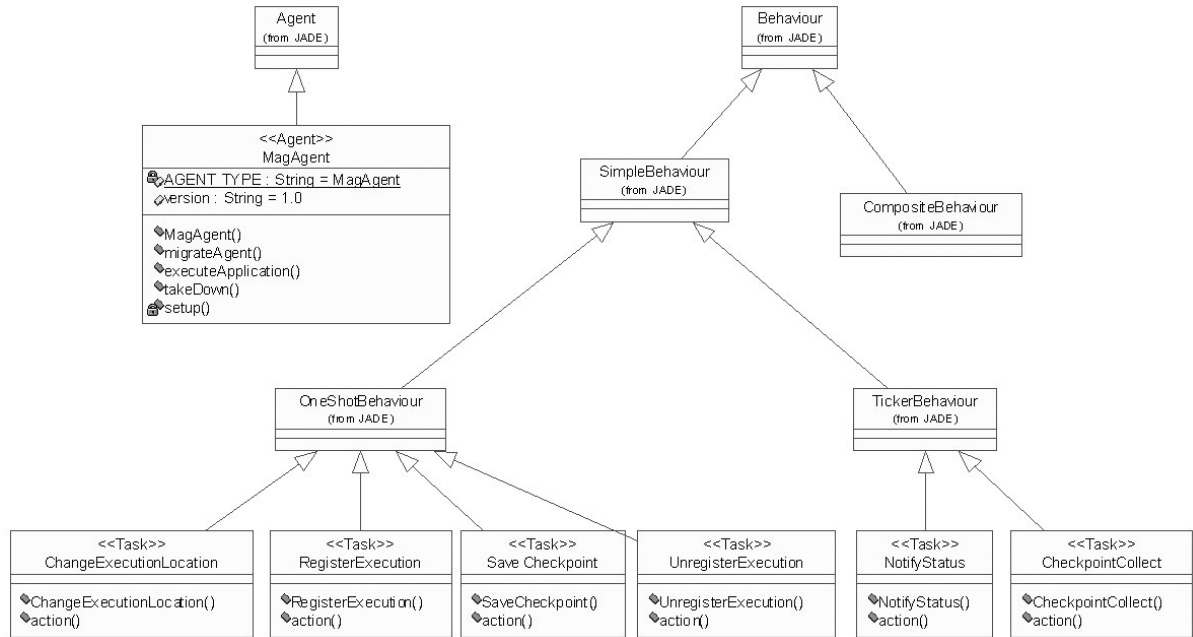 Agent
(from JADE)
Behaviour
(from JADE)
<<Agent>>
MagAgent
AGENT TYPE : String = MagAgent
version : String = 1.0
MagAgent()
migrateAgent()
executeApplication()
takeDown()
setup()
SimpleBehaviour
(from JADE)
CompositeBehaviour
(from JADE)
OneShotBehaviour
(from JADE)
TickerBehaviour
(from JADE)
<<Task>>
ChangeExecutionLocation
ChangeExecutionLocation()
action()
<<Task>>
RegisterExecution
RegisterExecution()
action()
<<Task>>
Save Checkpoint
SaveCheckpoint()
action()
<<Task>>
UnregisterExecution
UnregisterExecution()
action()
<<Task>>
NotifyStatus
NotifyStatus()
action()
<<Task>>
CheckpointCollect
CheckpointCollect()
action()